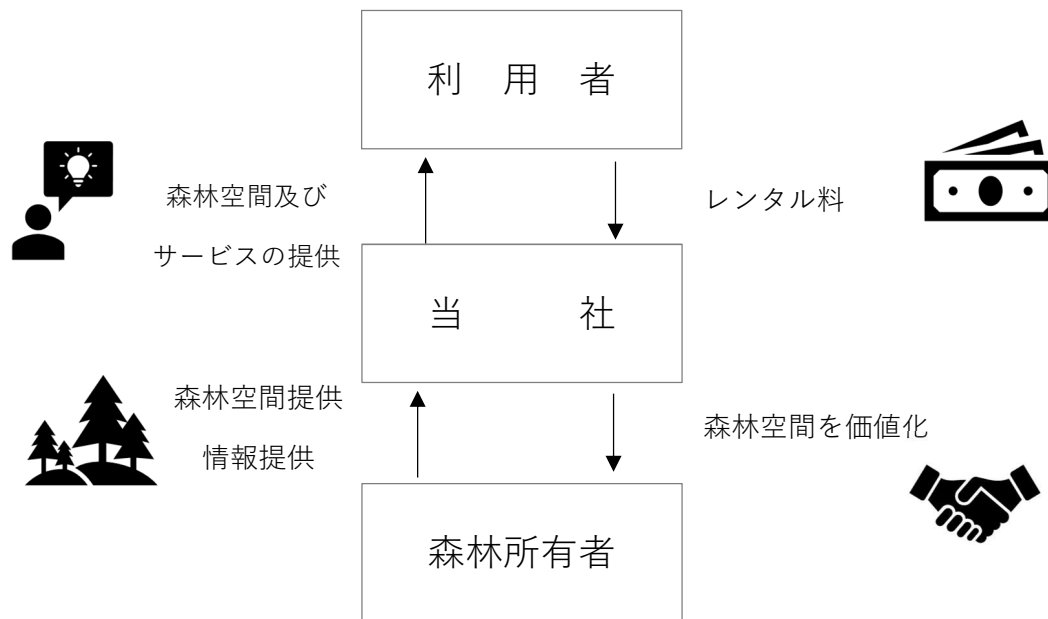 利　用　者
森林空間及び
サービスの提供
レンタル料
当　　　社
森林空間提供
情報提供
森林空間を価値化
森林所有者